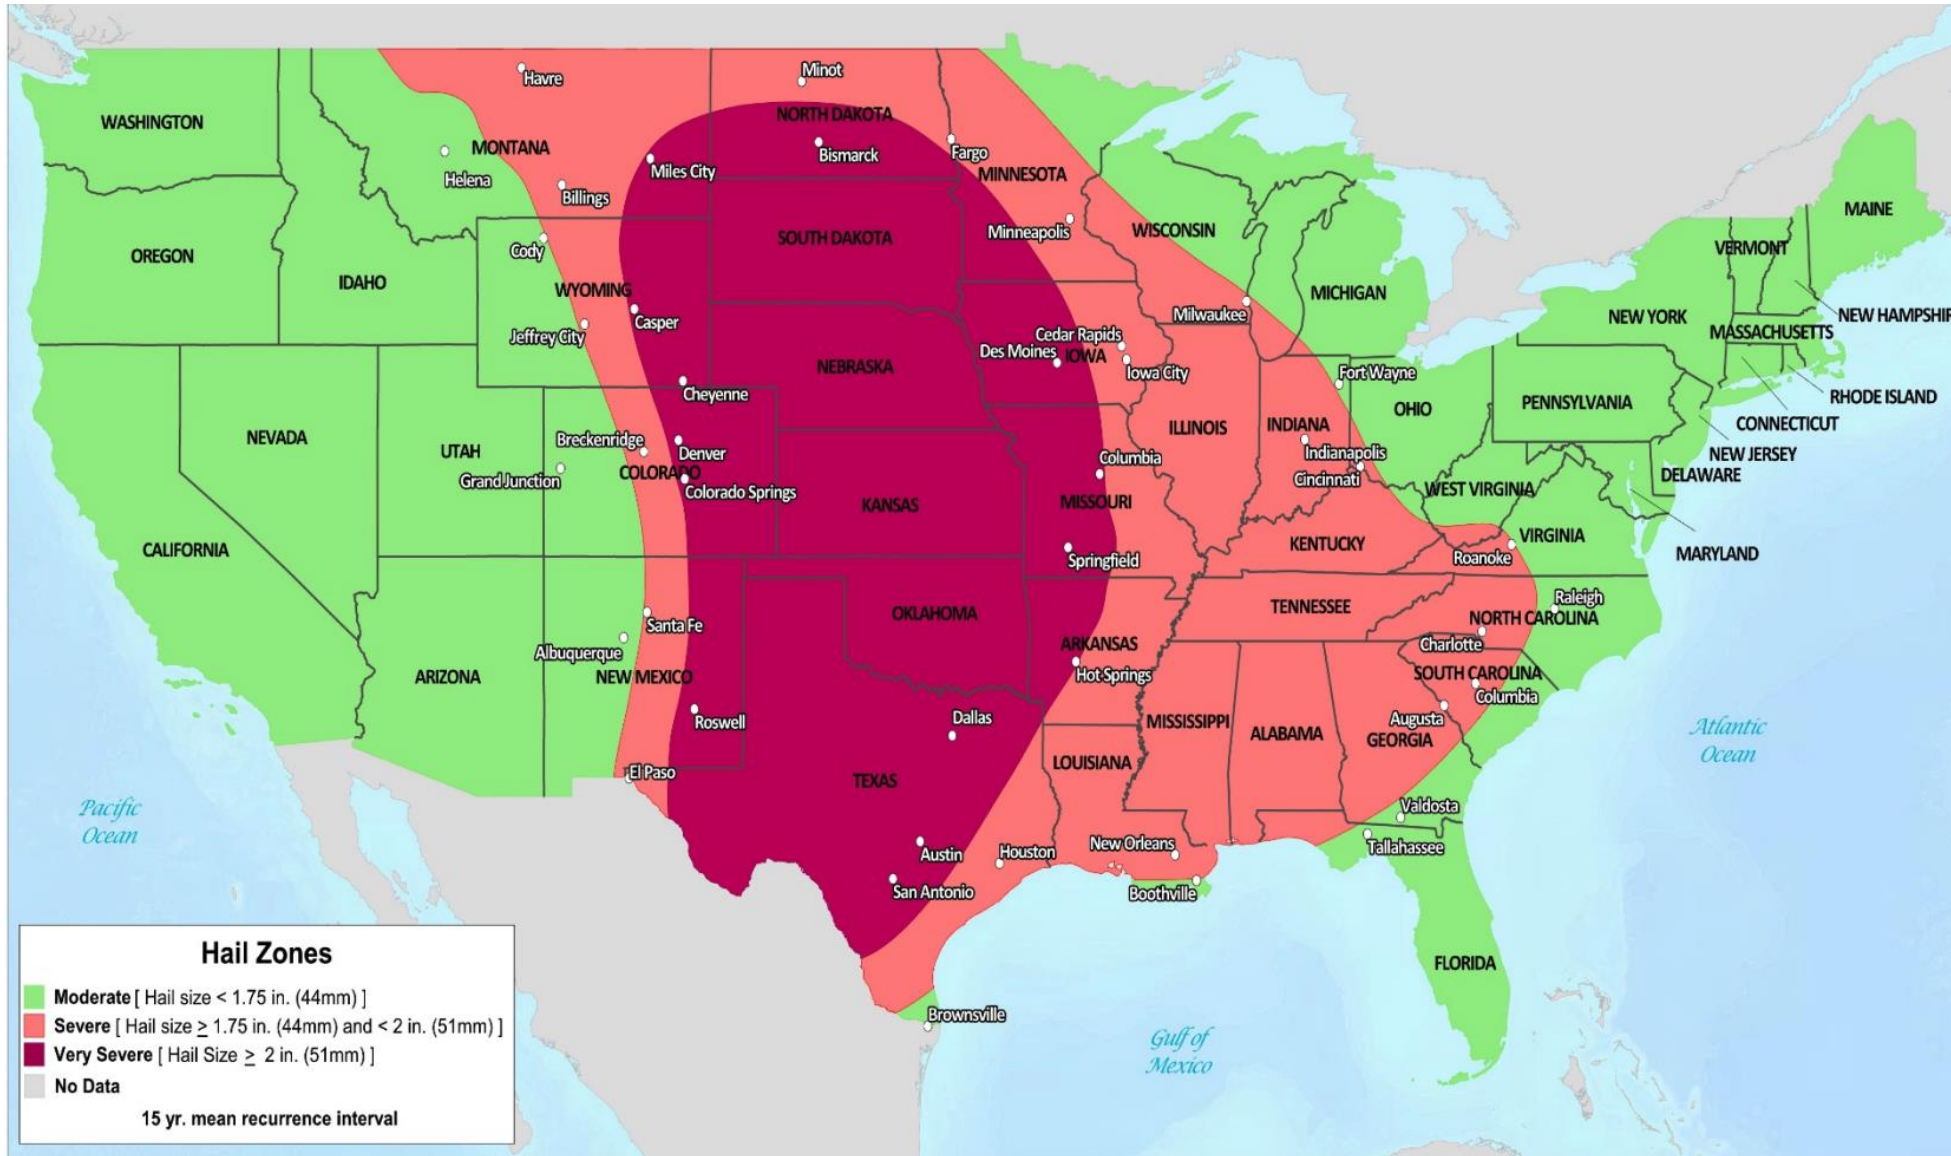 Havre
Minot
WASHINGTON
MONTANA
NORTH DAKOTA
Helena
Miles City
Bismarck
Fargo
MINNESOTA
Billings
MAINE
OREGON
IDAHO
Cody
WYOMING
SOUTH DAKOTA
Minneapolis
WISCONSIN
VERMONT
MICHIGAN
NEW YORK
NEW HAMPSHIR
MASSACHUSETTS
Jeffrey City
Casper
Milwaukee
Cedar Rapids
Des Moines
IOWA
Iowa City
NEBRASKA
Cheyenne
Fort Wayne
OHIO
PENNSYLVANIA
RHODE ISLAND
CONNECTICUT
NEW JERSEY
DELAWARE
NEVADA
UTAH
Breckenridge
Denver
COLORADO
Grand Junction
Colorado Springs
ILLINOIS
INDIANA
Indianapolis
Cincinnati
Columbia
MISSOURI
KANSAS
WEST VIRGINIA
VIRGINIA
MARYLAND
CALIFORNIA
Springfield
KENTUCKY
Roanoke
Santa Fe
Albuquerque
OKLAHOMA
TENNESSEE
Raleigh
NORTH CAROLINA
Charlotte
ARIZONA
NEW MEXICO
ARKANSAS
Hot Springs
SOUTH CAROLINA
Columbia
Roswell
Dallas
MISSISSIPPI
ALABAMA
Augusta
GEORGIA
Atlantic
Ocean
El Paso
TEXAS
LOUISIANA
Pacific
Ocean
Valdosta
Austin
Houston
New Orleans
Tallahassee
San Antonio
Boothville
FLORIDA
Brownsville
Gulf of
Mexico
Hail Zones
Moderate [ Hail size < 1.75 in. (44mm) ]
Severe [ Hail size ≥ 1.75 in. (44mm) and < 2 in. (51mm) ]
Very Severe [ Hail Size ≥ 2 in. (51mm) ]
No Data
15 yr. mean recurrence interval